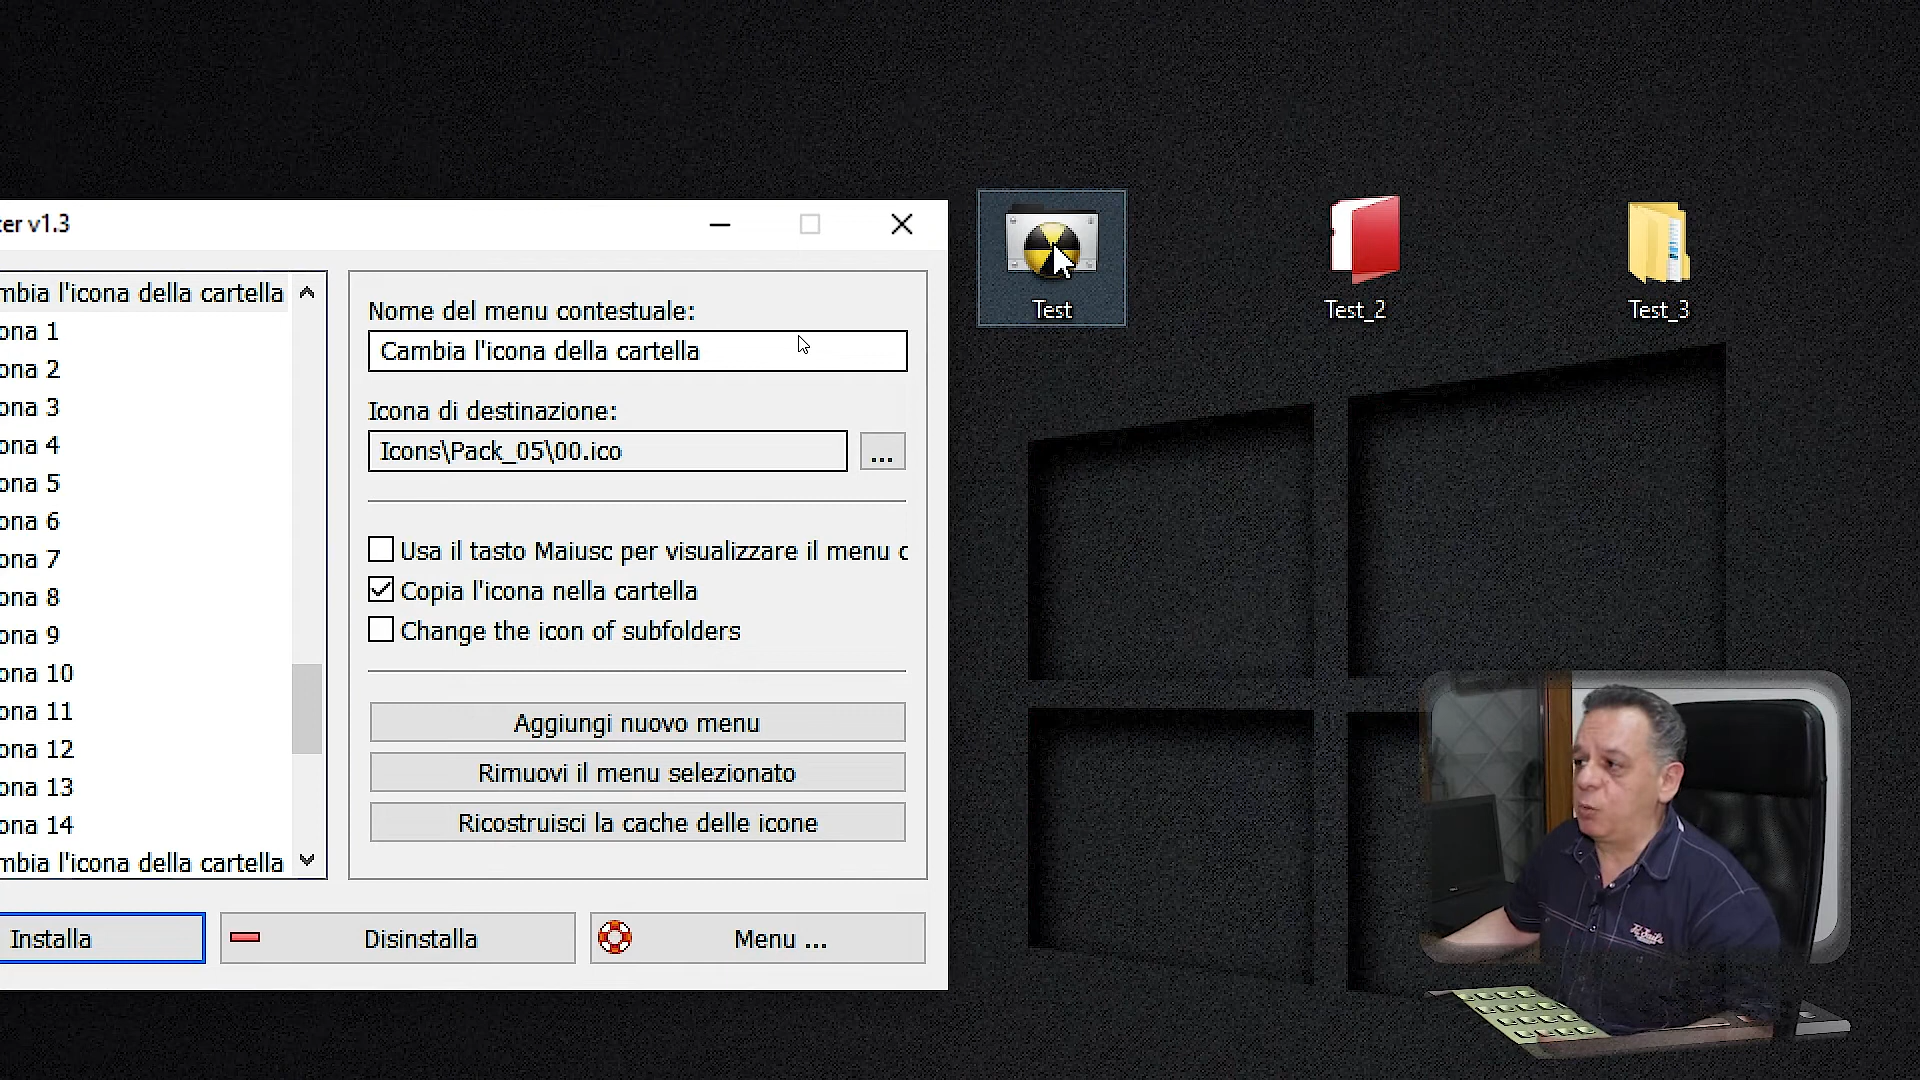 ter v1.3
mbia l'icona della cartella
ona 1
ona 2
ona 3
ona 4
ona 5
ona 6
ona 7
ona 8
ona 9
ona 10
ona 11
ona 12
ona 13
ona 14
mbia l'icona della cartella
Nome del menu contestuale:
Cambia l'icona della cartella
Icona di destinazione:
Icons\Pack_05\00.ico
...
Usa il tasto Maiusc per visualizzare il menu c
Copia l'icona nella cartella
Change the icon of subfolders
Aggiungi nuovo menu
Rimuovi il menu selezionato
Ricostruisci la cache delle icone
Installa
Disinstalla
Menu ...
Test
Test_2
Test_3